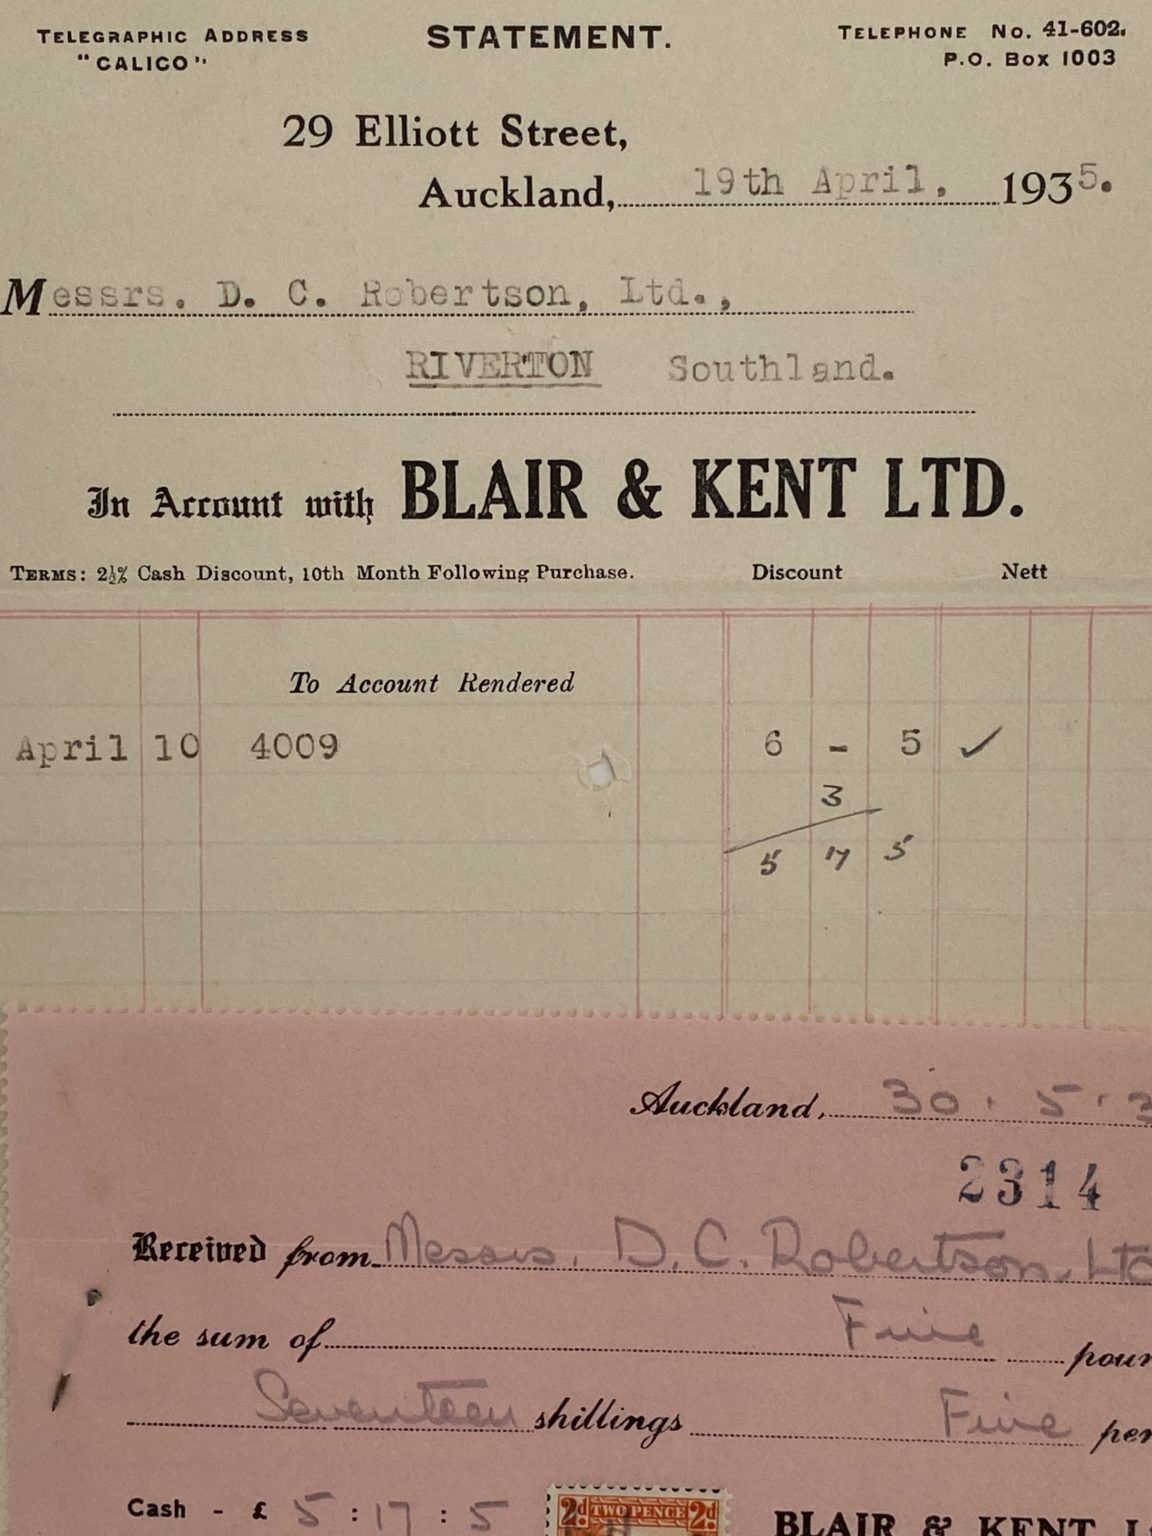 TELEGRAPHIC ADDRESS STATEMENT. TELEPHONE No. 41-602.
"CALICO" P.O. Box 1003
29 Elliott Street,
Auckland, 19th April, 1935.
Messrs. D. C. Robertson, Ltd.,
RIVERTON Southland.
In Account with BLAIR & KENT LTD.
TERMS: 2½% Cash Discount, 10th Month Following Purchase. Discount Nett
To Account Rendered
April 10 4009 6 - 5 ✓
3
5 17 5
Auckland, 30 . 5 . 3
2314
Received from Messrs. D. C. Robertson, Ltd
the sum of Five poun
Seventeen shillings Five pen
Cash - £ 5 : 17 : 5 2d TWO PENCE 2d BLAIR & KENT L